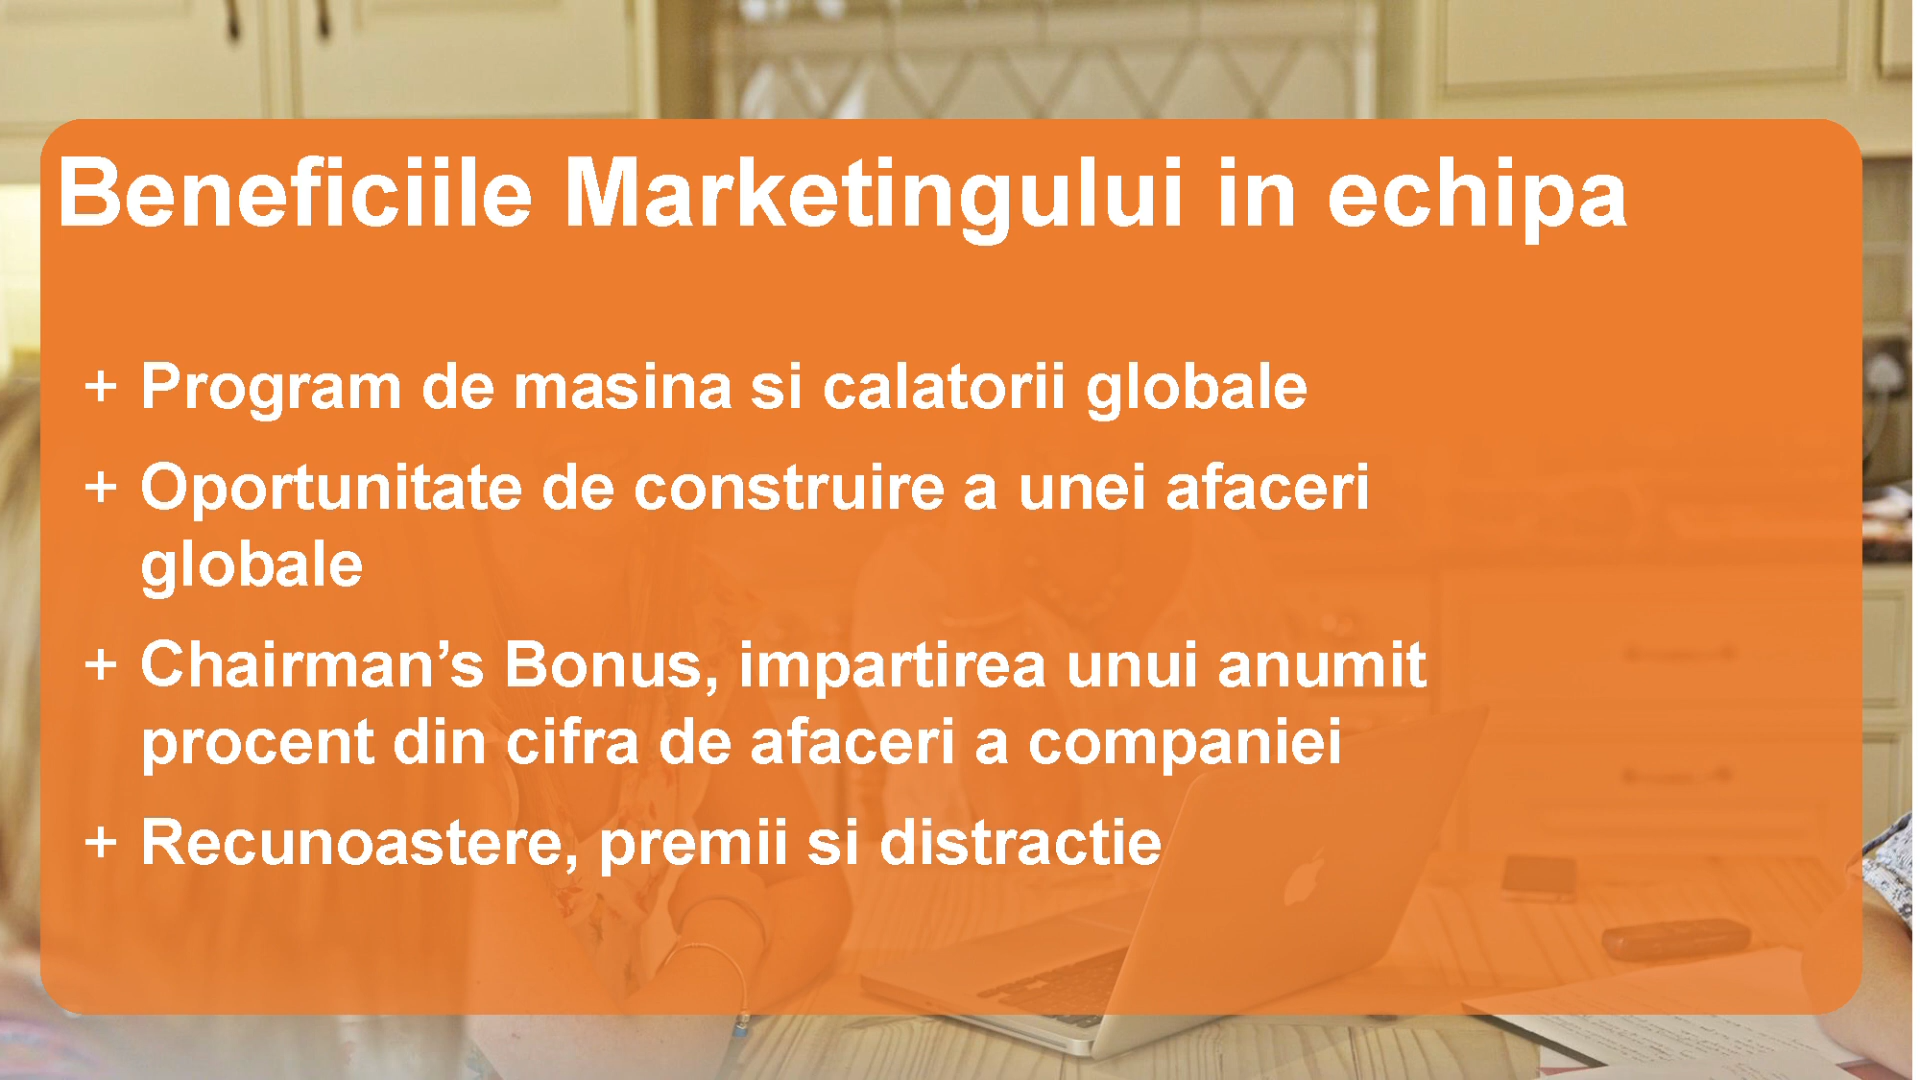 Beneficiile Marketingului in echipa
+ Program de masina si calatorii globale
+ Oportunitate de construire a unei afaceri
globale
+ Chairman’s Bonus, impartirea unui anumit
procent din cifra de afaceri a companiei
+ Recunoastere, premii si distractie